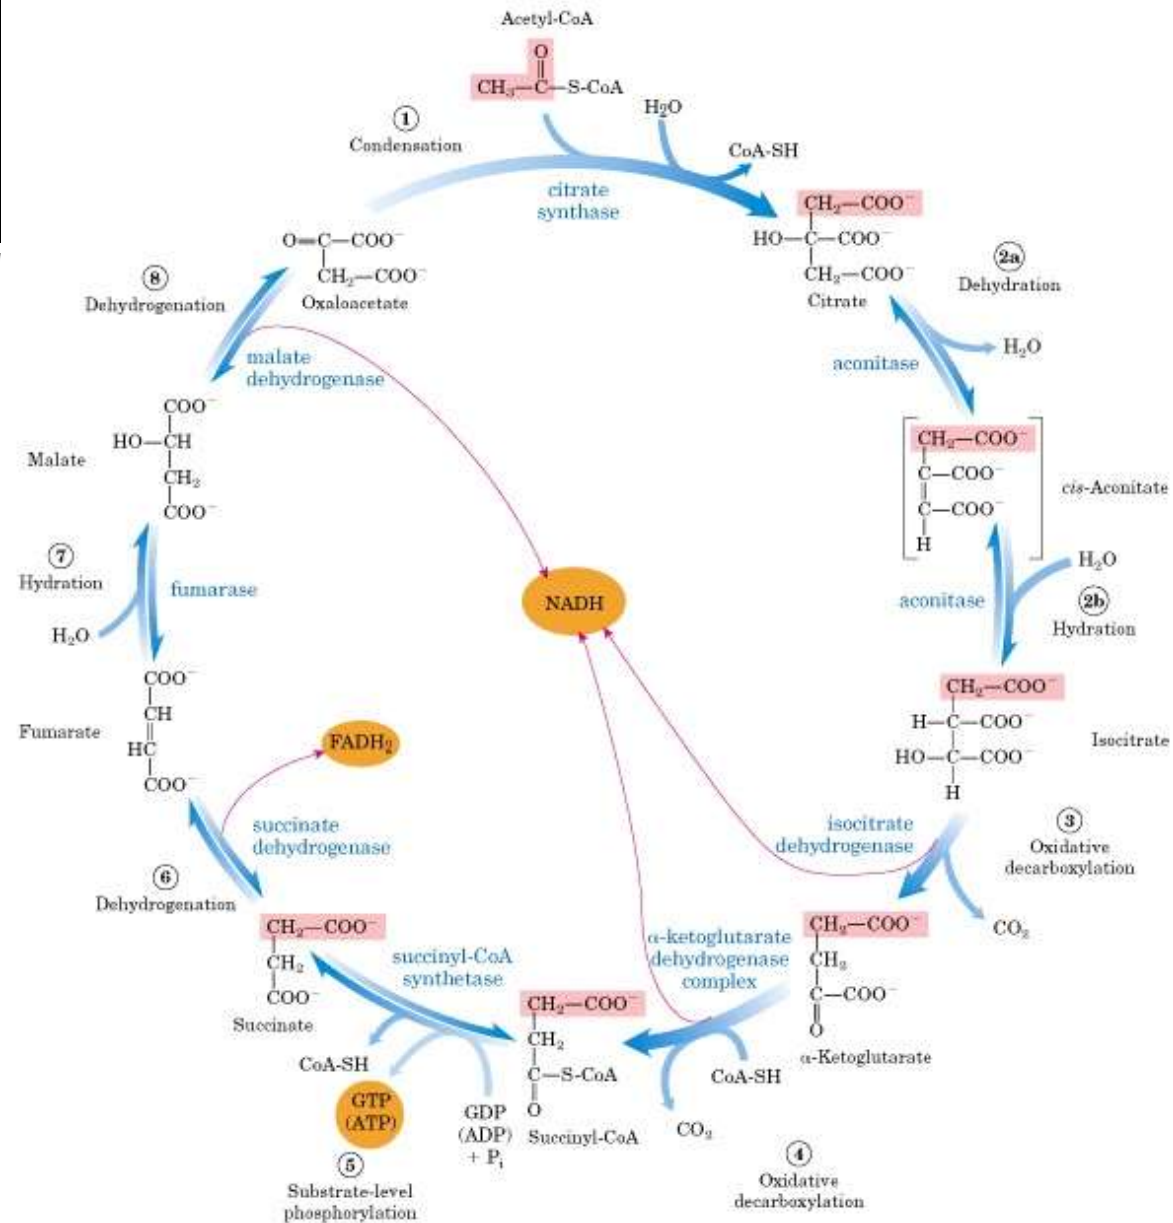 Acetyl-CoA
O
CH₃—C—S-CoA
H₂O
1
Condensation
CoA-SH
citrate
synthase
CH₂—COO⁻
HO—C—COO⁻
CH₂—COO⁻
Citrate
2a
Dehydration
H₂O
aconitase
CH₂—COO⁻
C—COO⁻
C—COO⁻
H
cis-Aconitate
H₂O
aconitase
2b
Hydration
CH₂—COO⁻
H—C—COO⁻
HO—C—COO⁻
H
Isocitrate
3
Oxidative
decarboxylation
isocitrate
dehydrogenase
CO₂
CH₂—COO⁻
CH₂
C—COO⁻
O
α-Ketoglutarate
α-ketoglutarate
dehydrogenase
complex
CoA-SH
CO₂
4
Oxidative
decarboxylation
CH₂—COO⁻
CH₂
C—S-CoA
O
Succinyl-CoA
succinyl-CoA
synthetase
GDP
(ADP)
+ Pᵢ
CoA-SH
GTP
(ATP)
5
Substrate-level
phosphorylation
CH₂—COO⁻
CH₂
COO⁻
Succinate
6
Dehydrogenation
succinate
dehydrogenase
FADH₂
COO⁻
CH
HC
COO⁻
Fumarate
7
Hydration
H₂O
fumarase
COO⁻
HO—CH
CH₂
COO⁻
Malate
8
Dehydrogenation
malate
dehydrogenase
O=C—COO⁻
CH₂—COO⁻
Oxaloacetate
NADH